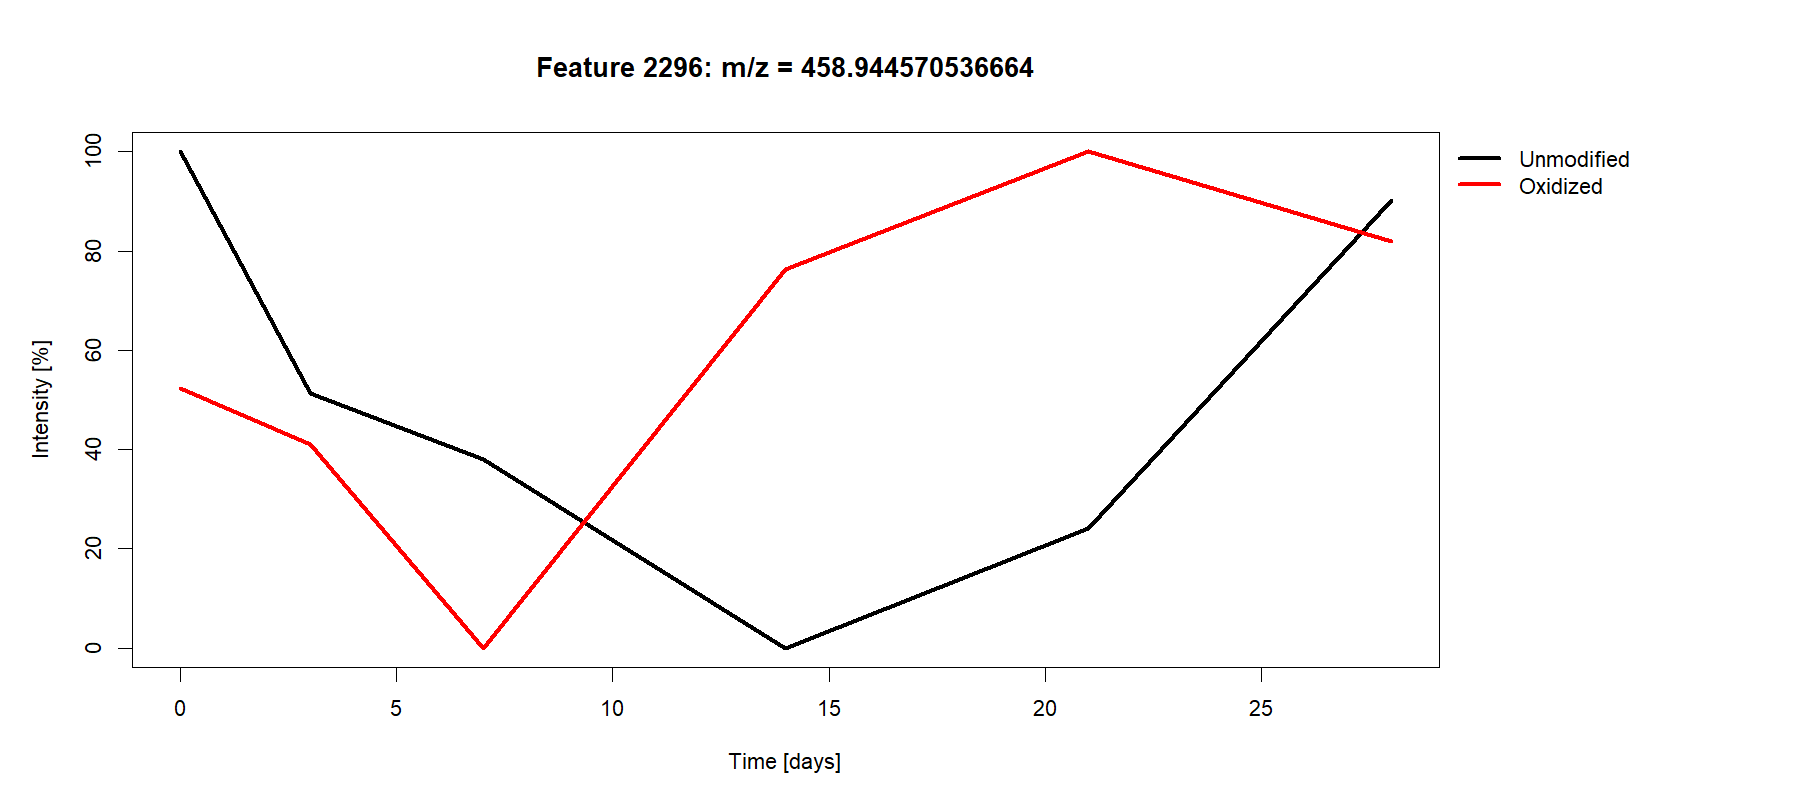 Feature 2296: m/z = 458.944570536664
Unmodified
Oxidized
Intensity [%]
100
80
60
40
20
0
0 5 10 15 20 25
Time [days]